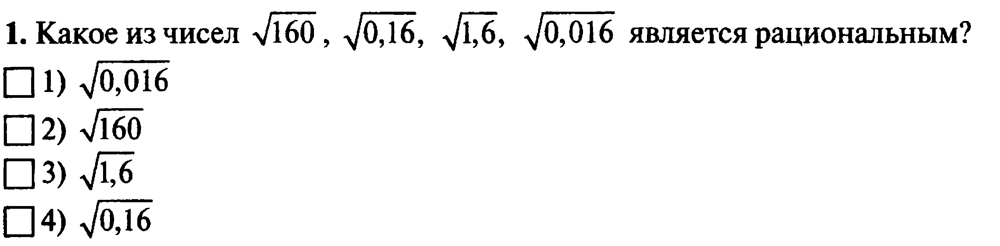 1. Какое из чисел √160, √0,16, √1,6, √0,016 является рациональным?
1) √0,016
2) √160
3) √1,6
4) √0,16